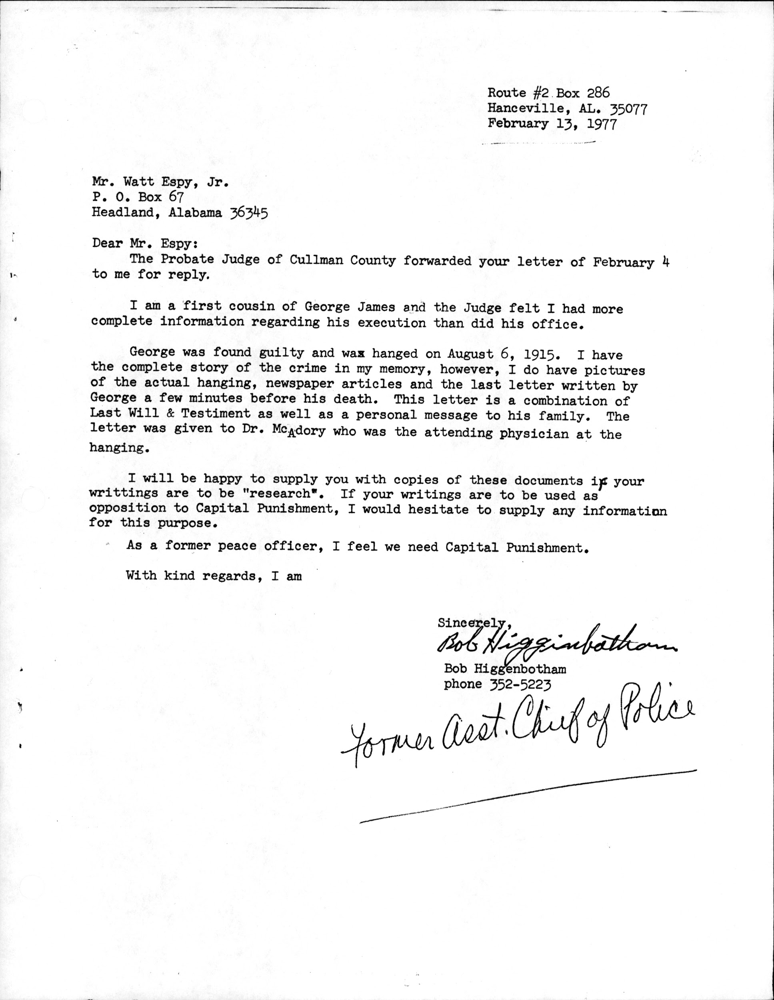 Route #2 Box 286
Hanceville, AL. 35077
February 13, 1977
Mr. Watt Espy, Jr.
P. O. Box 67
Headland, Alabama 36345
Dear Mr. Espy:
The Probate Judge of Cullman County forwarded your letter of February 4
to me for reply.
I am a first cousin of George James and the Judge felt I had more
complete information regarding his execution than did his office.
George was found guilty and was hanged on August 6, 1915. I have
the complete story of the crime in my memory, however, I do have pictures
of the actual hanging, newspaper articles and the last letter written by
George a few minutes before his death. This letter is a combination of
Last Will & Testiment as well as a personal message to his family. The
letter was given to Dr. McAdory who was the attending physician at the
hanging.
I will be happy to supply you with copies of these documents if your
writtings are to be "research". If your writings are to be used as
opposition to Capital Punishment, I would hesitate to supply any information
for this purpose.
As a former peace officer, I feel we need Capital Punishment.
With kind regards, I am
Sincerely,
Bob Higginbotham
Bob Higgenbotham
phone 352-5223
Former Asst. Chief of Police